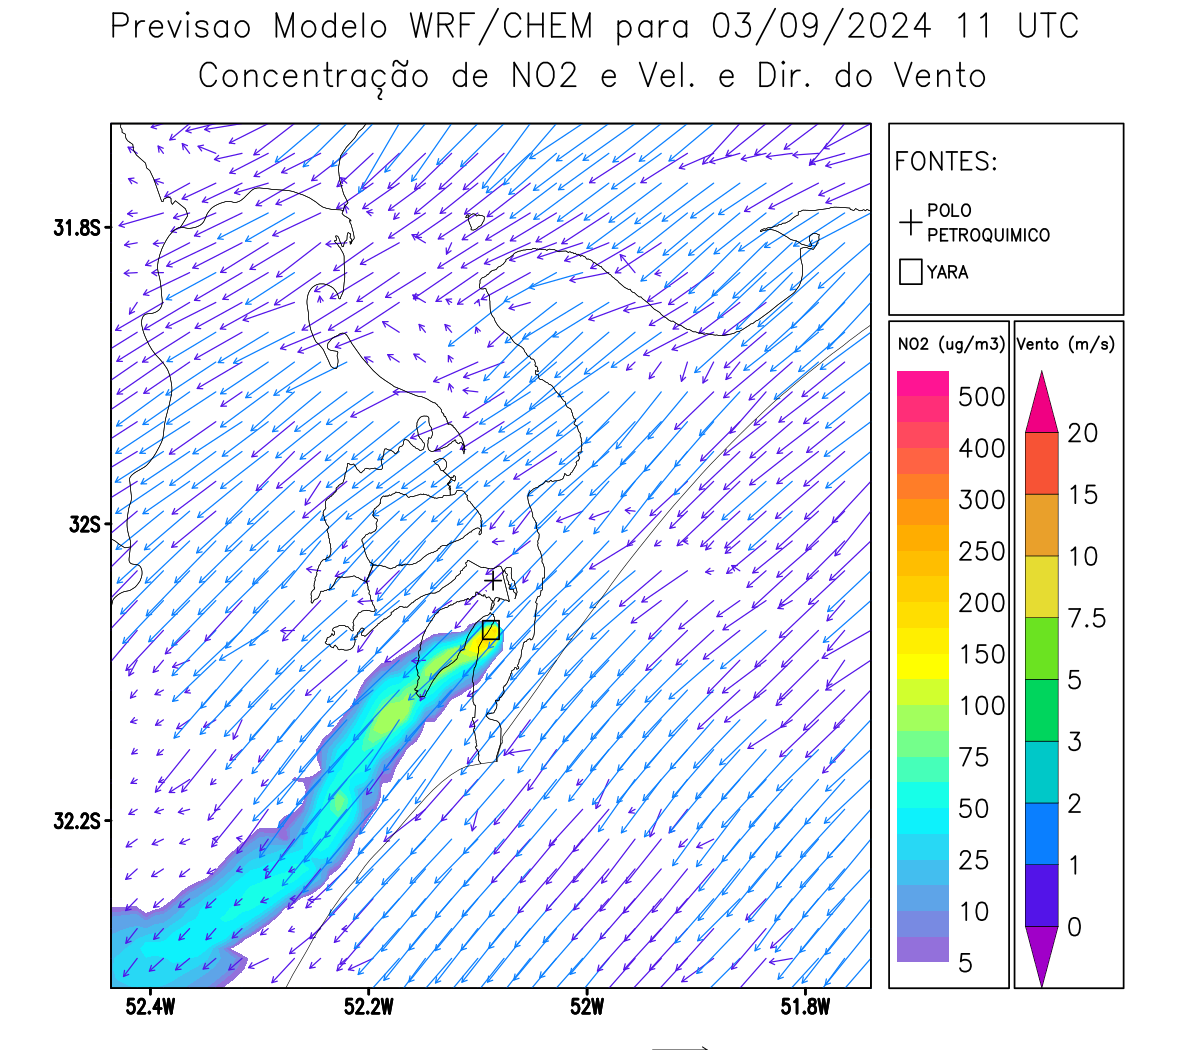 Previsao Modelo WRF/CHEM para 03/09/2024 11 UTC
Concentração de NO2 e Vel. e Dir. do Vento
FONTES:
POLO
PETROQUIMICO
YARA
NO2 (ug/m3)
500
400
300
250
200
150
100
75
50
25
10
5
Vento (m/s)
20
15
10
7.5
5
3
2
1
0
31.8S
32S
32.2S
52.4W 52.2W 52W 51.8W